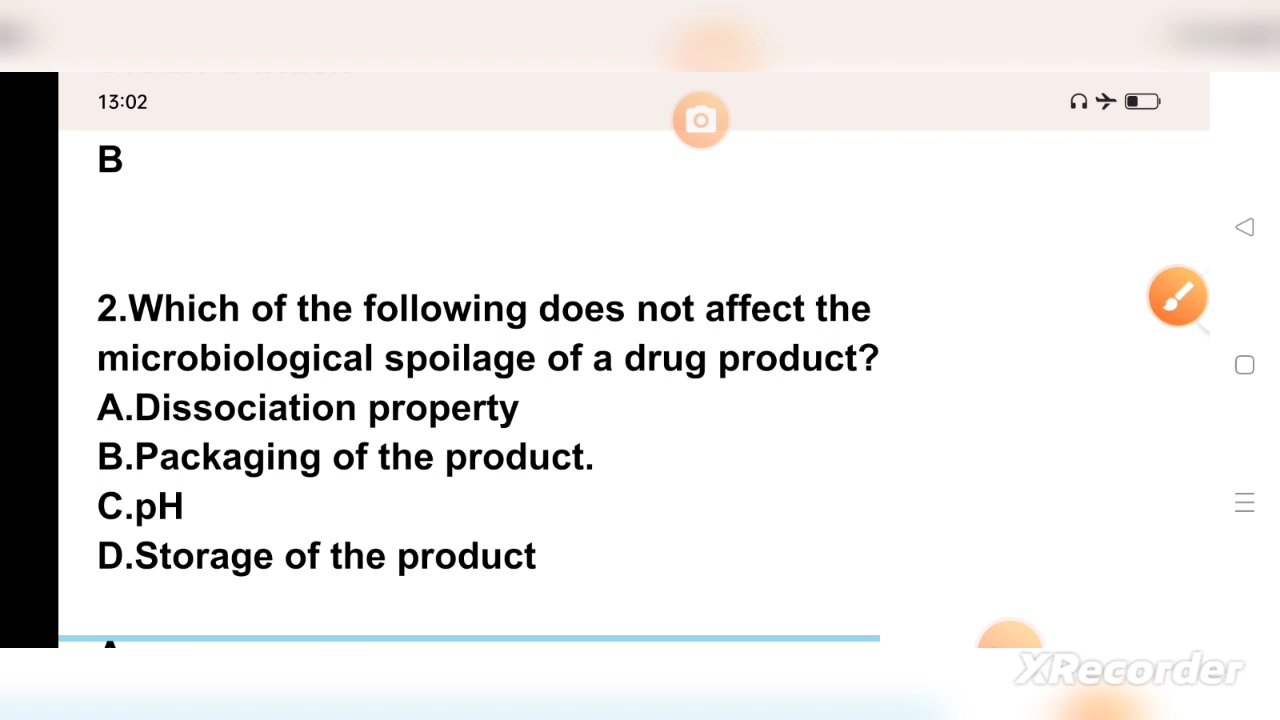 13:02
B
2.Which of the following does not affect the
microbiological spoilage of a drug product?
A.Dissociation property
B.Packaging of the product.
C.pH
D.Storage of the product
XRecorder